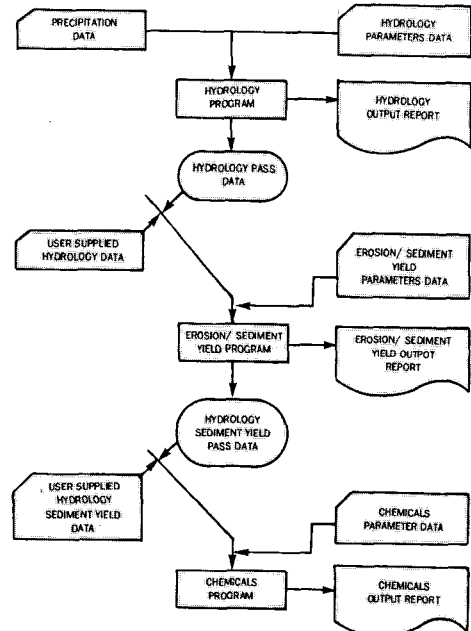 PRECIPITATION
DATA
HYDROLOGY
PARAMETERS DATA
HYDROLOGY
PROGRAM
HYDROLOGY
OUTPUT REPORT
HYDROLOGY PASS
DATA
USER SUPPLIED
HYDROLOGY DATA
EROSION/ SEDIMENT
YIELD
PARAMETERS DATA
EROSION/ SEDIMENT
YIELD PROGRAM
EROSION/ SEDIMENT
YIELD OUTPOT
REPORT
HYDROLOGY
SEDIMENT YIELD
PASS DATA
USER SUPPLIED
HYDROLOGY
SEDIMENT YIELD
DATA
CHEMICALS
PARAMETER DATA
CHEMICALS
PROGRAM
CHEMICALS
OUTPUT REPORT